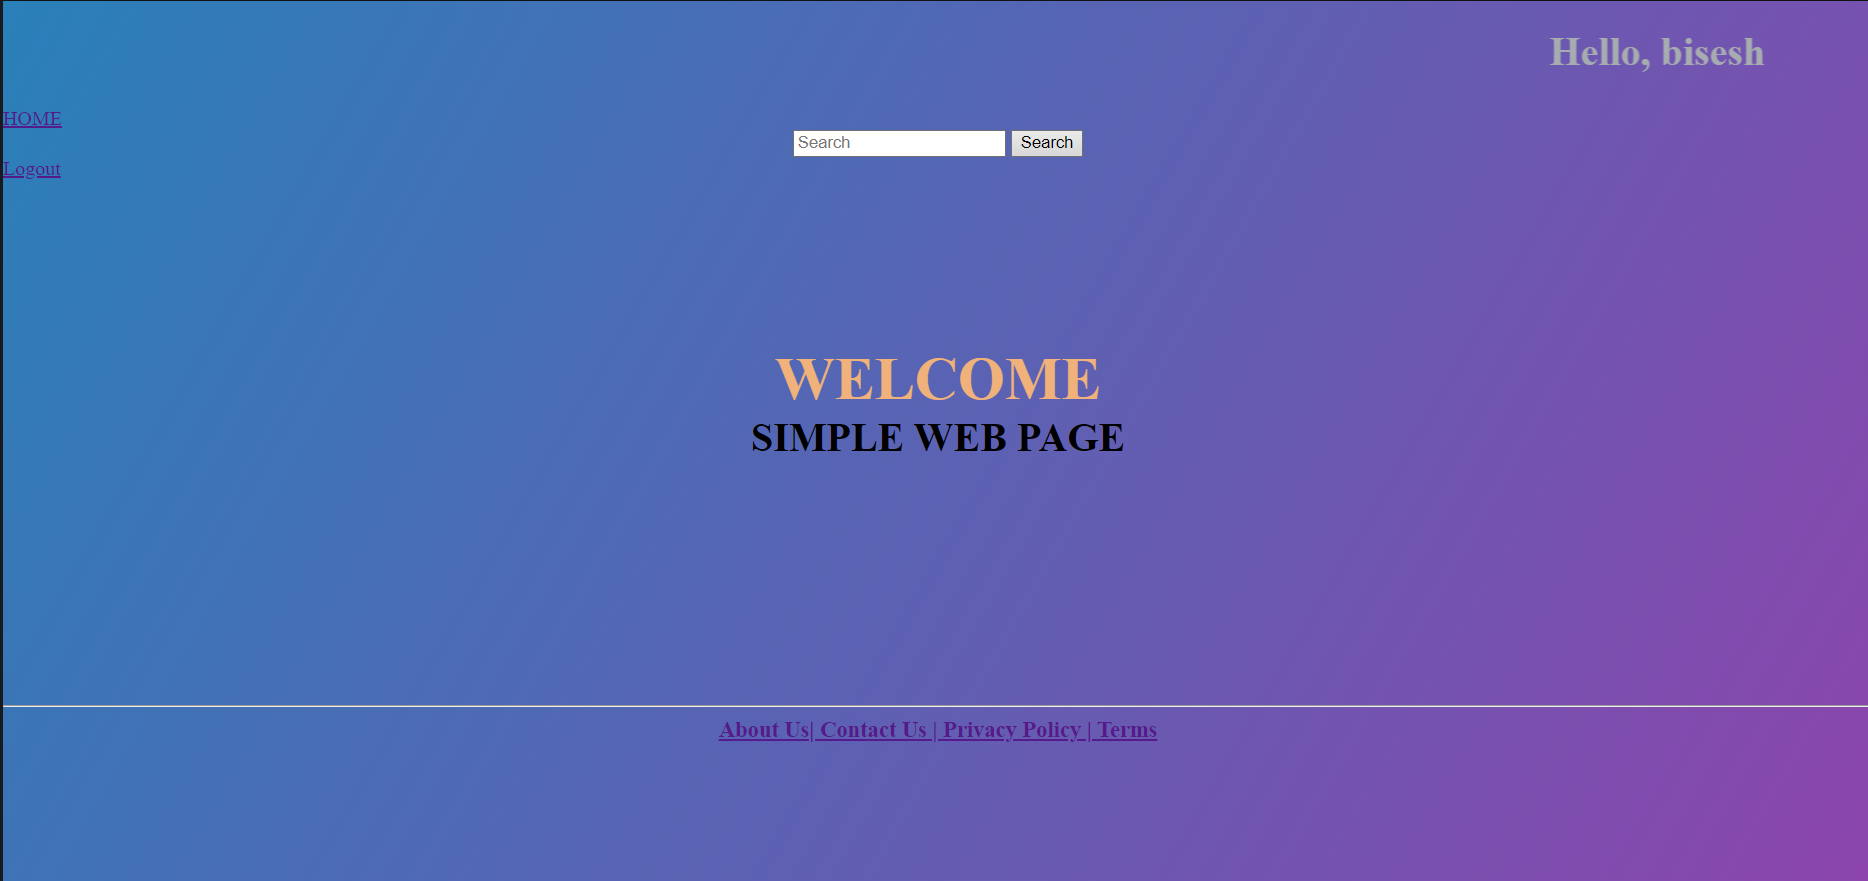 Hello, bisesh
HOME
Search Search
Logout
WELCOME
SIMPLE WEB PAGE
About Us| Contact Us | Privacy Policy | Terms